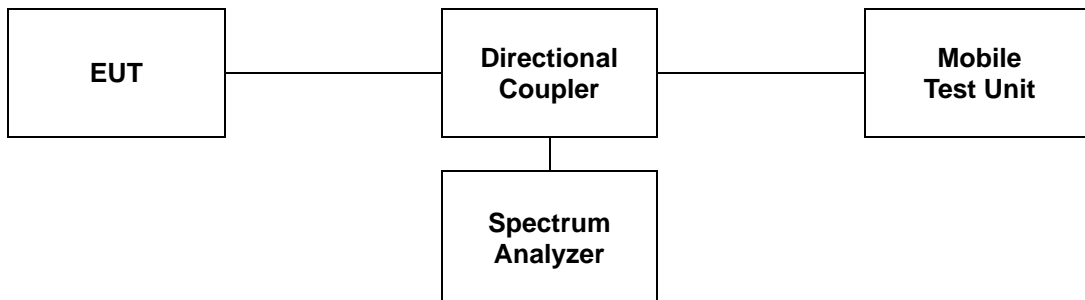 EUT
Directional
Coupler
Mobile
Test Unit
Spectrum
Analyzer